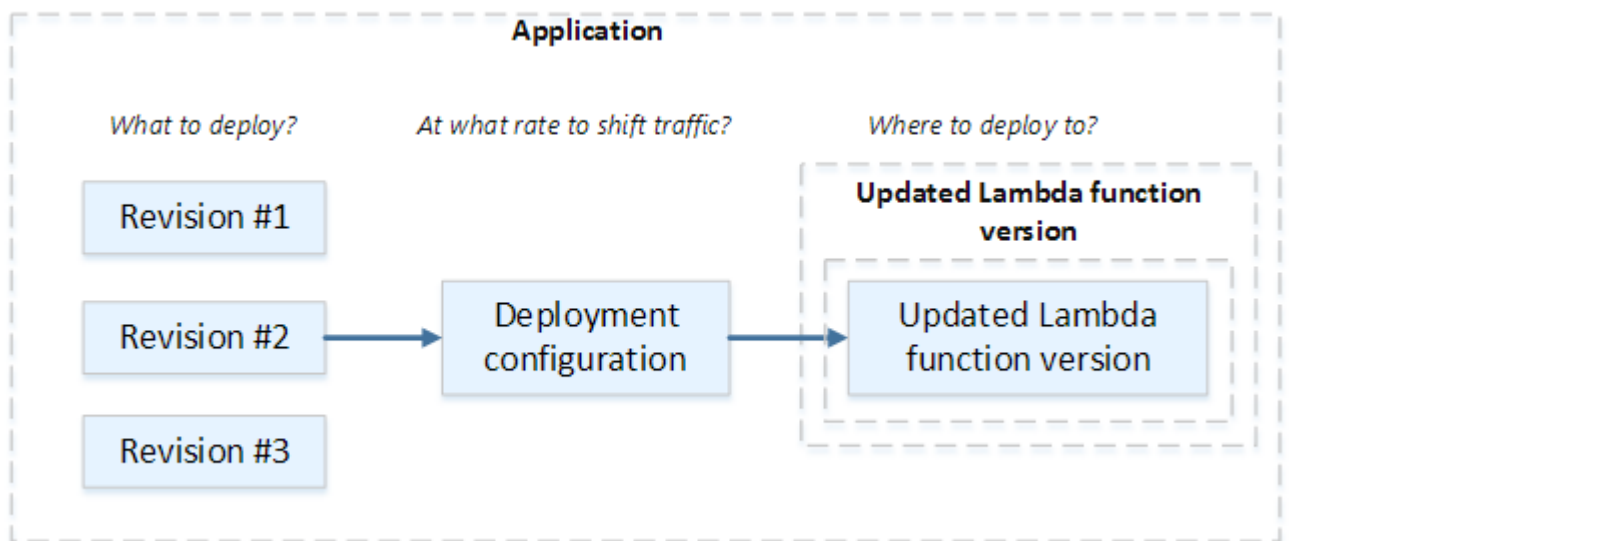 Application
What to deploy?
At what rate to shift traffic?
Where to deploy to?
Revision #1
Revision #2
Revision #3
Deployment
configuration
Updated Lambda function
version
Updated Lambda
function version